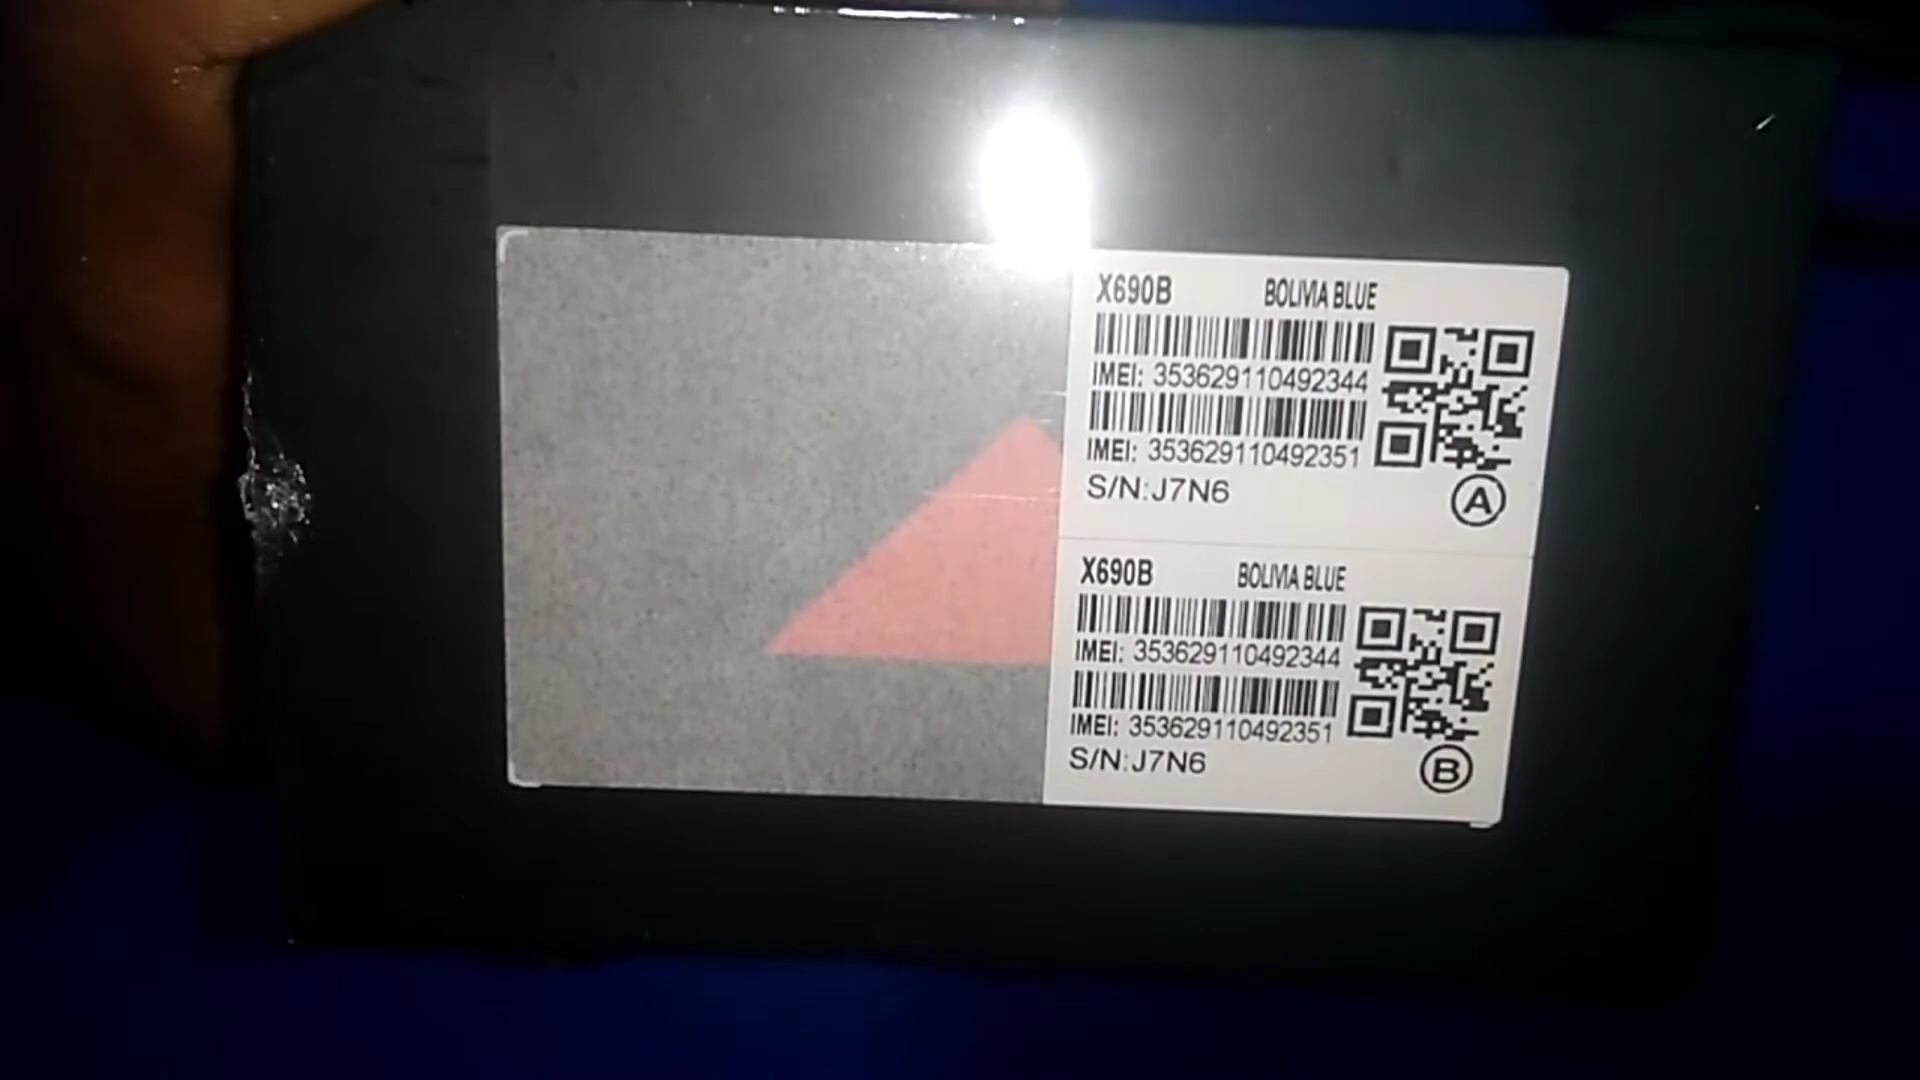 X690B BOLIVIA BLUE
IMEI: 353629110492344
IMEI: 353629110492351
S/N:J7N6
A
X690B BOLIVIA BLUE
IMEI: 353629110492344
IMEI: 353629110492351
S/N:J7N6
B